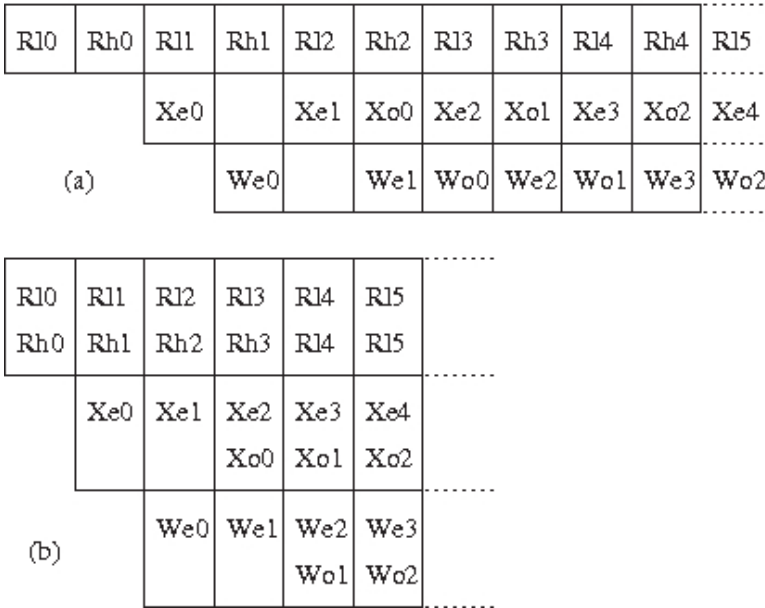 Rl0 Rh0 Rl1 Rh1 Rl2 Rh2 Rl3 Rh3 Rl4 Rh4 Rl5
Xe0 Xe1 Xo0 Xe2 Xo1 Xe3 Xo2 Xe4
(a) We0 We1 Wo0 We2 Wo1 We3 Wo2
Rl0 Rl1 Rl2 Rl3 Rl4 Rl5
Rh0 Rh1 Rh2 Rh3 Rl4 Rl5
Xe0 Xe1 Xe2 Xe3 Xe4
Xo0 Xo1 Xo2
We0 We1 We2 We3
(b)
Wo1 Wo2